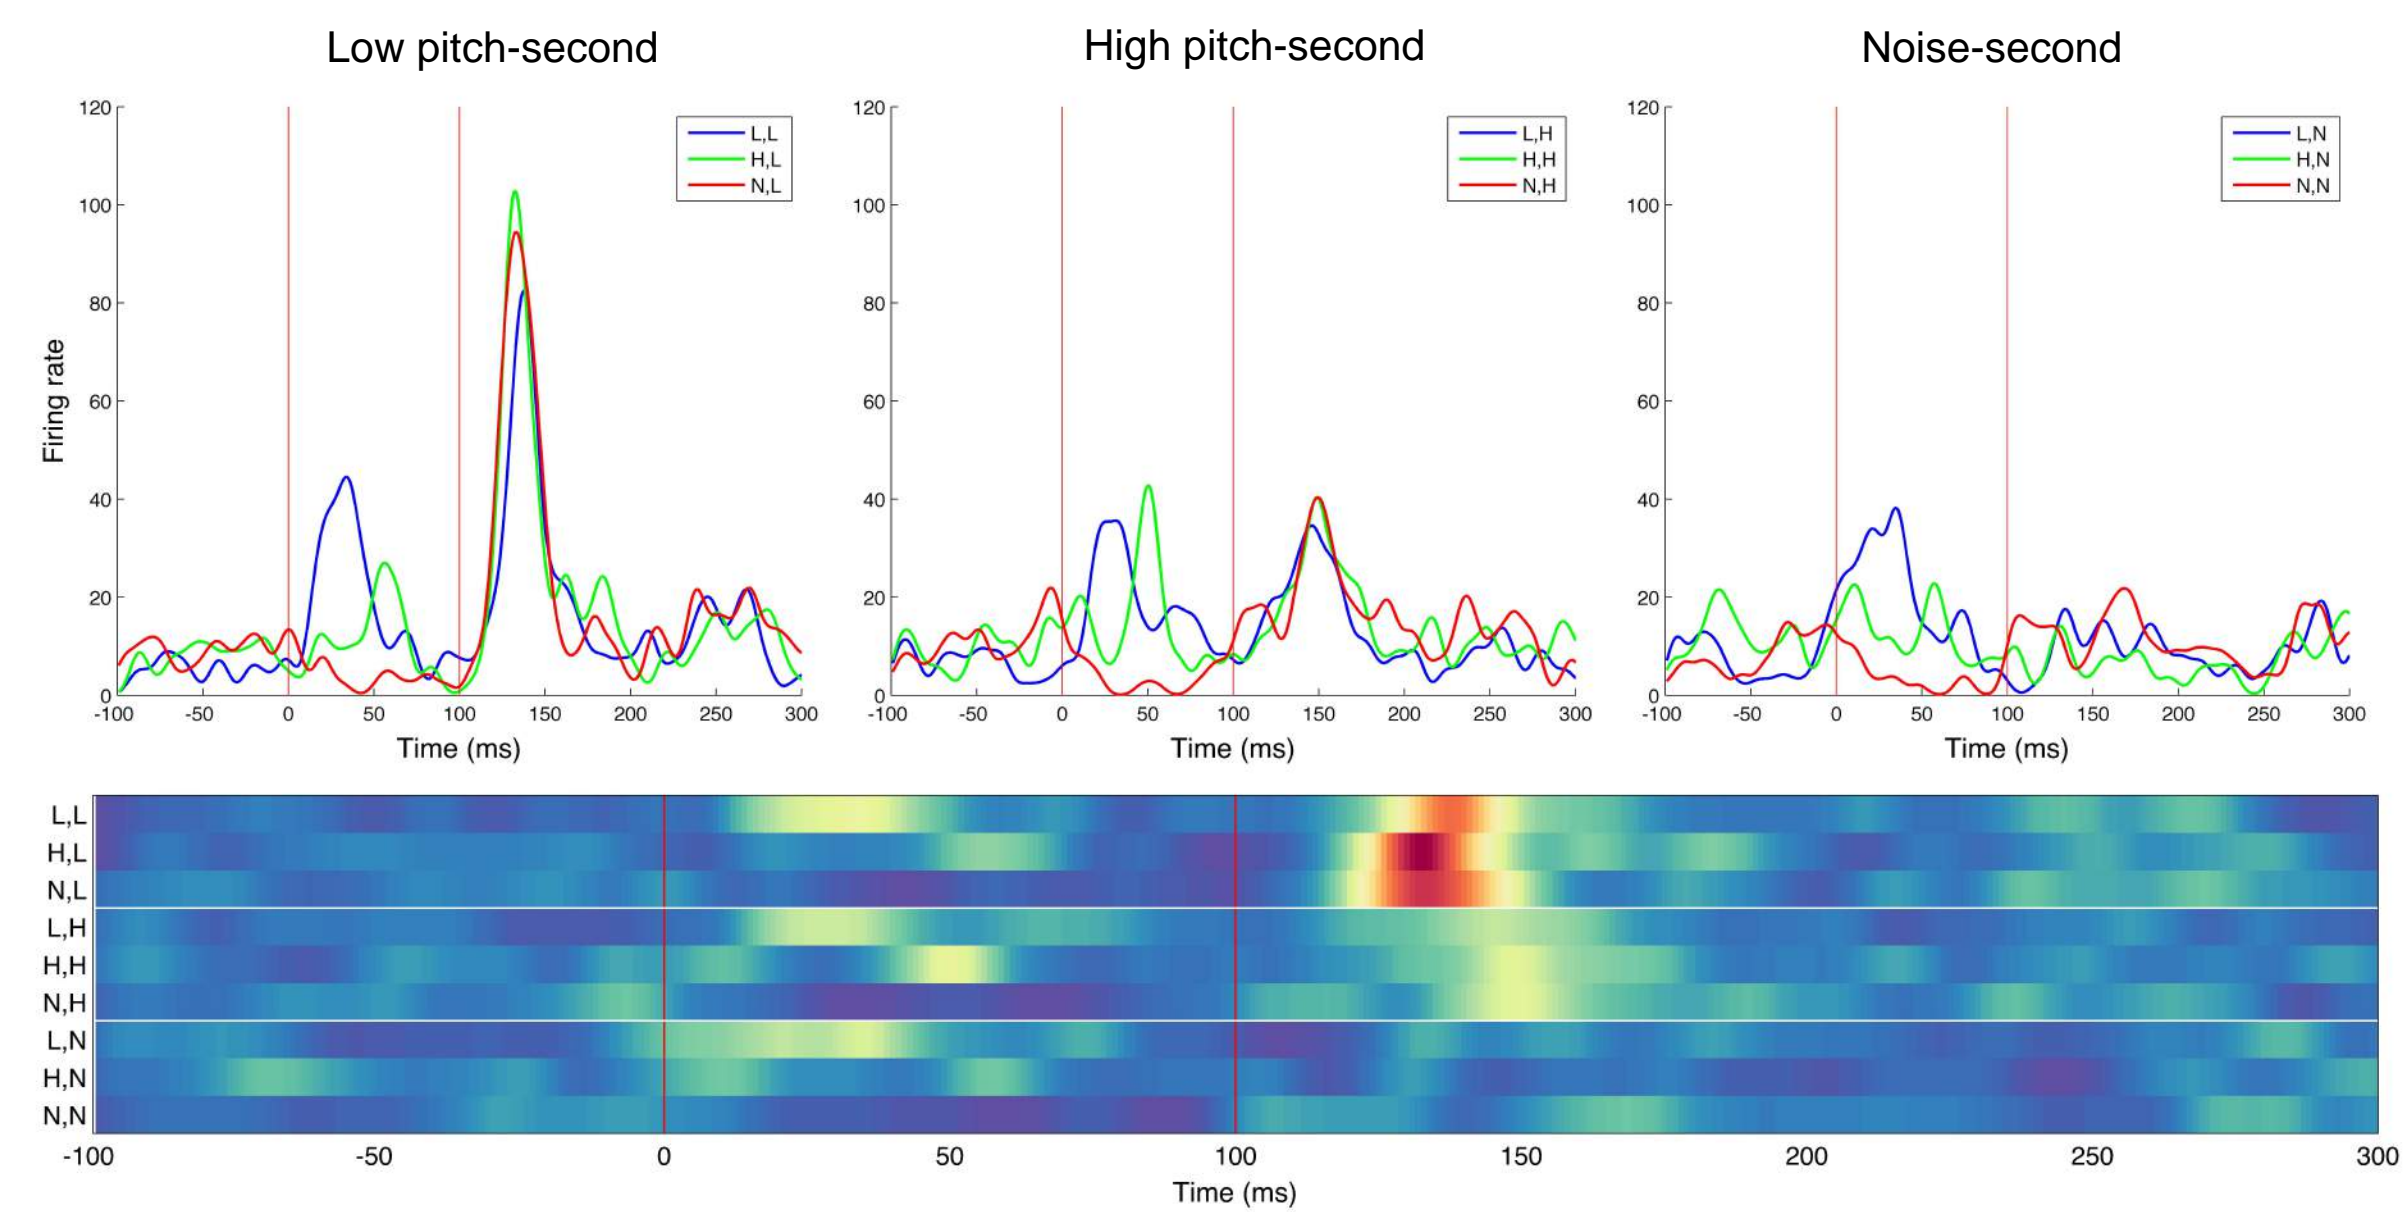 Low pitch-second
High pitch-second
Noise-second
120
100
80
60
40
20
0
Firing rate
L,L
H,L
N,L
-100 -50 0 50 100 150 200 250 300
Time (ms)
120
100
80
60
40
20
0
L,H
H,H
N,H
-100 -50 0 50 100 150 200 250 300
Time (ms)
120
100
80
60
40
20
0
L,N
H,N
N,N
-100 -50 0 50 100 150 200 250 300
Time (ms)
L,L
H,L
N,L
L,H
H,H
N,H
L,N
H,N
N,N
-100 -50 0 50 100 150 200 250 300
Time (ms)